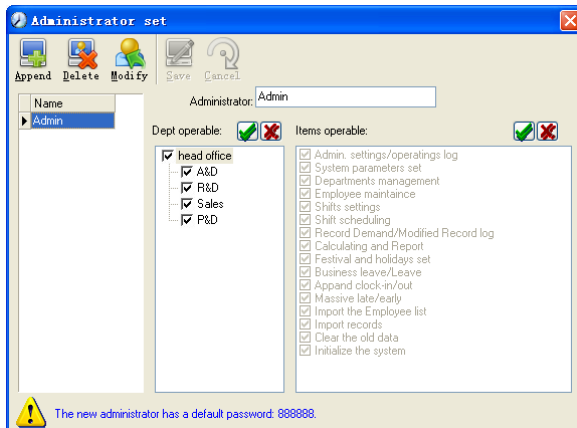 Administrator set
Append Delete Modify Save Cancel
Name
Admin
Administrator: Admin
Dept operable:
head office
A&D
R&D
Sales
P&D
Items operable:
Admin. settings/operatings log
System parameters set
Departments management
Employee maintaince
Shifts settings
Shift scheduling
Record Demand/Modified Record log
Calculating and Report
Festival and holidays set
Business leave/Leave
Appand clock-in/out
Massive late/early
Import the Employee list
Import records
Clear the old data
Initialize the system
The new administrator has a default password: 888888.